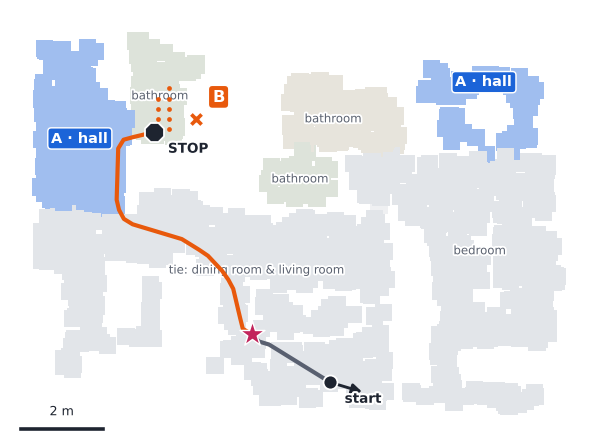 A · hall
B
bathroom
bathroom
A · hall
STOP
bathroom
bedroom
tie: dining room & living room
start
2 m